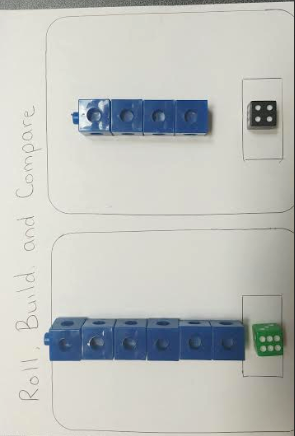 Roll, Build, and Compare